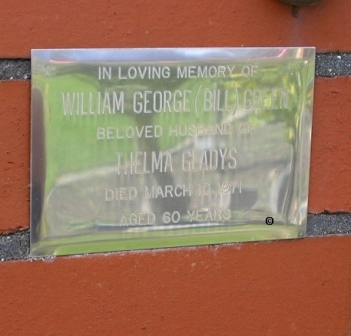 IN LOVING MEMORY OF
WILLIAM GEORGE (BILL) GREEN
BELOVED HUSBAND OF
THELMA GLADYS
DIED MARCH 10, 1971
AGED 60 YEARS
©